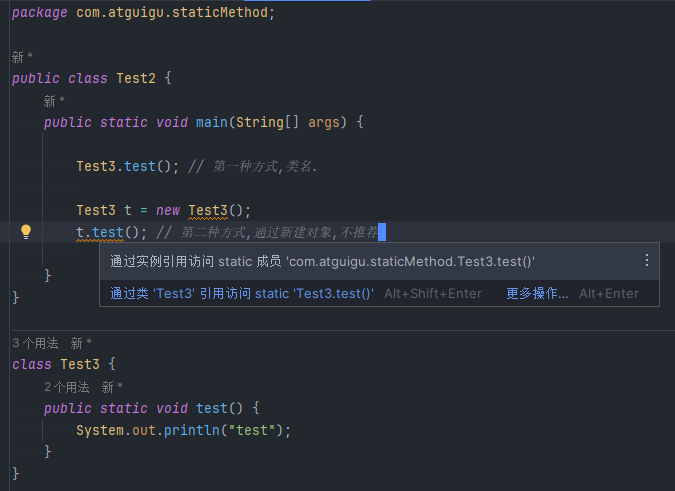 package com.atguigu.staticMethod;
新 *
public class Test2 {
新 *
public static void main(String[] args) {
Test3.test(); // 第一种方式,类名.
Test3 t = new Test3();
t.test(); // 第二种方式,通过新建对象,不推荐
通过实例引用访问 static 成员 'com.atguigu.staticMethod.Test3.test()'
通过类 'Test3' 引用访问 static 'Test3.test()' Alt+Shift+Enter 更多操作... Alt+Enter
}
}
3个用法 新 *
class Test3 {
2个用法 新 *
public static void test() {
System.out.println("test");
}
}